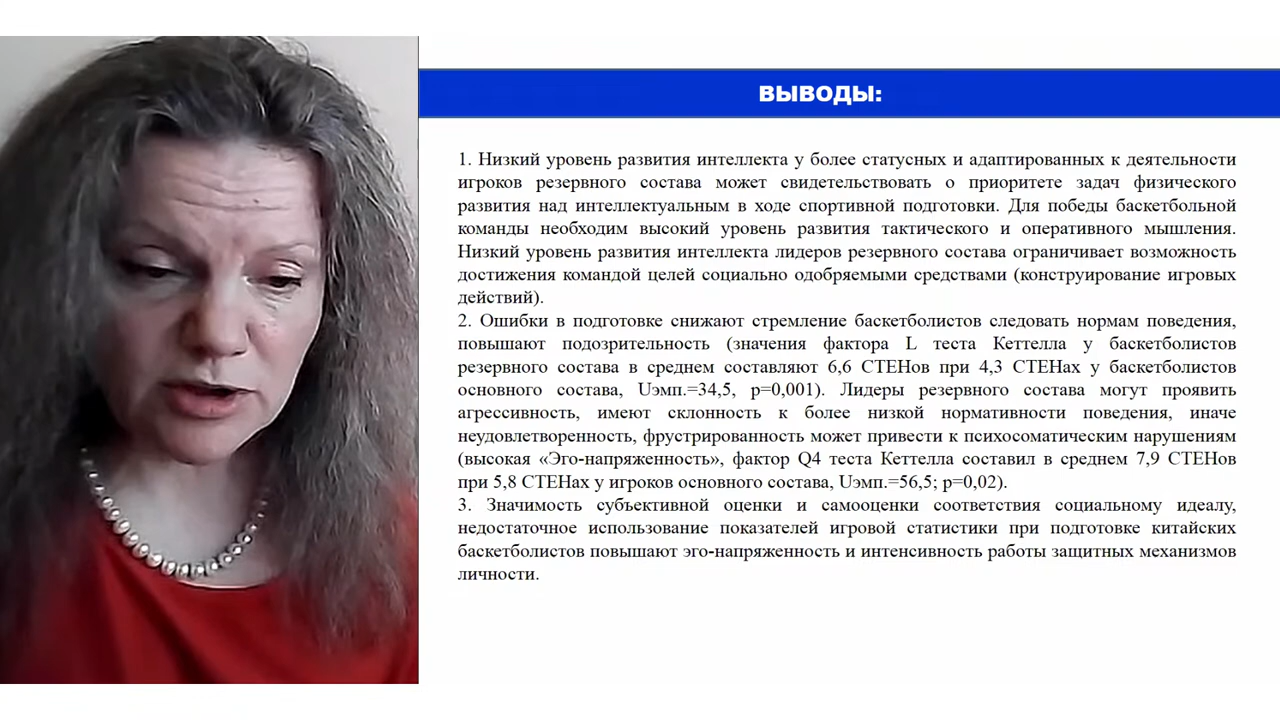 ВЫВОДЫ:
1. Низкий уровень развития интеллекта у более статусных и адаптированных к деятельности
игроков резервного состава может свидетельствовать о приоритете задач физического
развития над интеллектуальным в ходе спортивной подготовки. Для победы баскетбольной
команды необходим высокий уровень развития тактического и оперативного мышления.
Низкий уровень развития интеллекта лидеров резервного состава ограничивает возможность
достижения командой целей социально одобряемыми средствами (конструирование игровых
действий).
2. Ошибки в подготовке снижают стремление баскетболистов следовать нормам поведения,
повышают подозрительность (значения фактора L теста Кеттелла у баскетболистов
резервного состава в среднем составляют 6,6 СТЕНов при 4,3 СТЕНах у баскетболистов
основного состава, Uэмп.=34,5, p=0,001). Лидеры резервного состава могут проявить
агрессивность, имеют склонность к более низкой нормативности поведения, иначе
неудовлетворенность, фрустрированность может привести к психосоматическим нарушениям
(высокая «Эго-напряженность», фактор Q4 теста Кеттелла составил в среднем 7,9 СТЕНов
при 5,8 СТЕНах у игроков основного состава, Uэмп.=56,5; p=0,02).
3. Значимость субъективной оценки и самооценки соответствия социальному идеалу,
недостаточное использование показателей игровой статистики при подготовке китайских
баскетболистов повышают эго-напряженность и интенсивность работы защитных механизмов
личности.